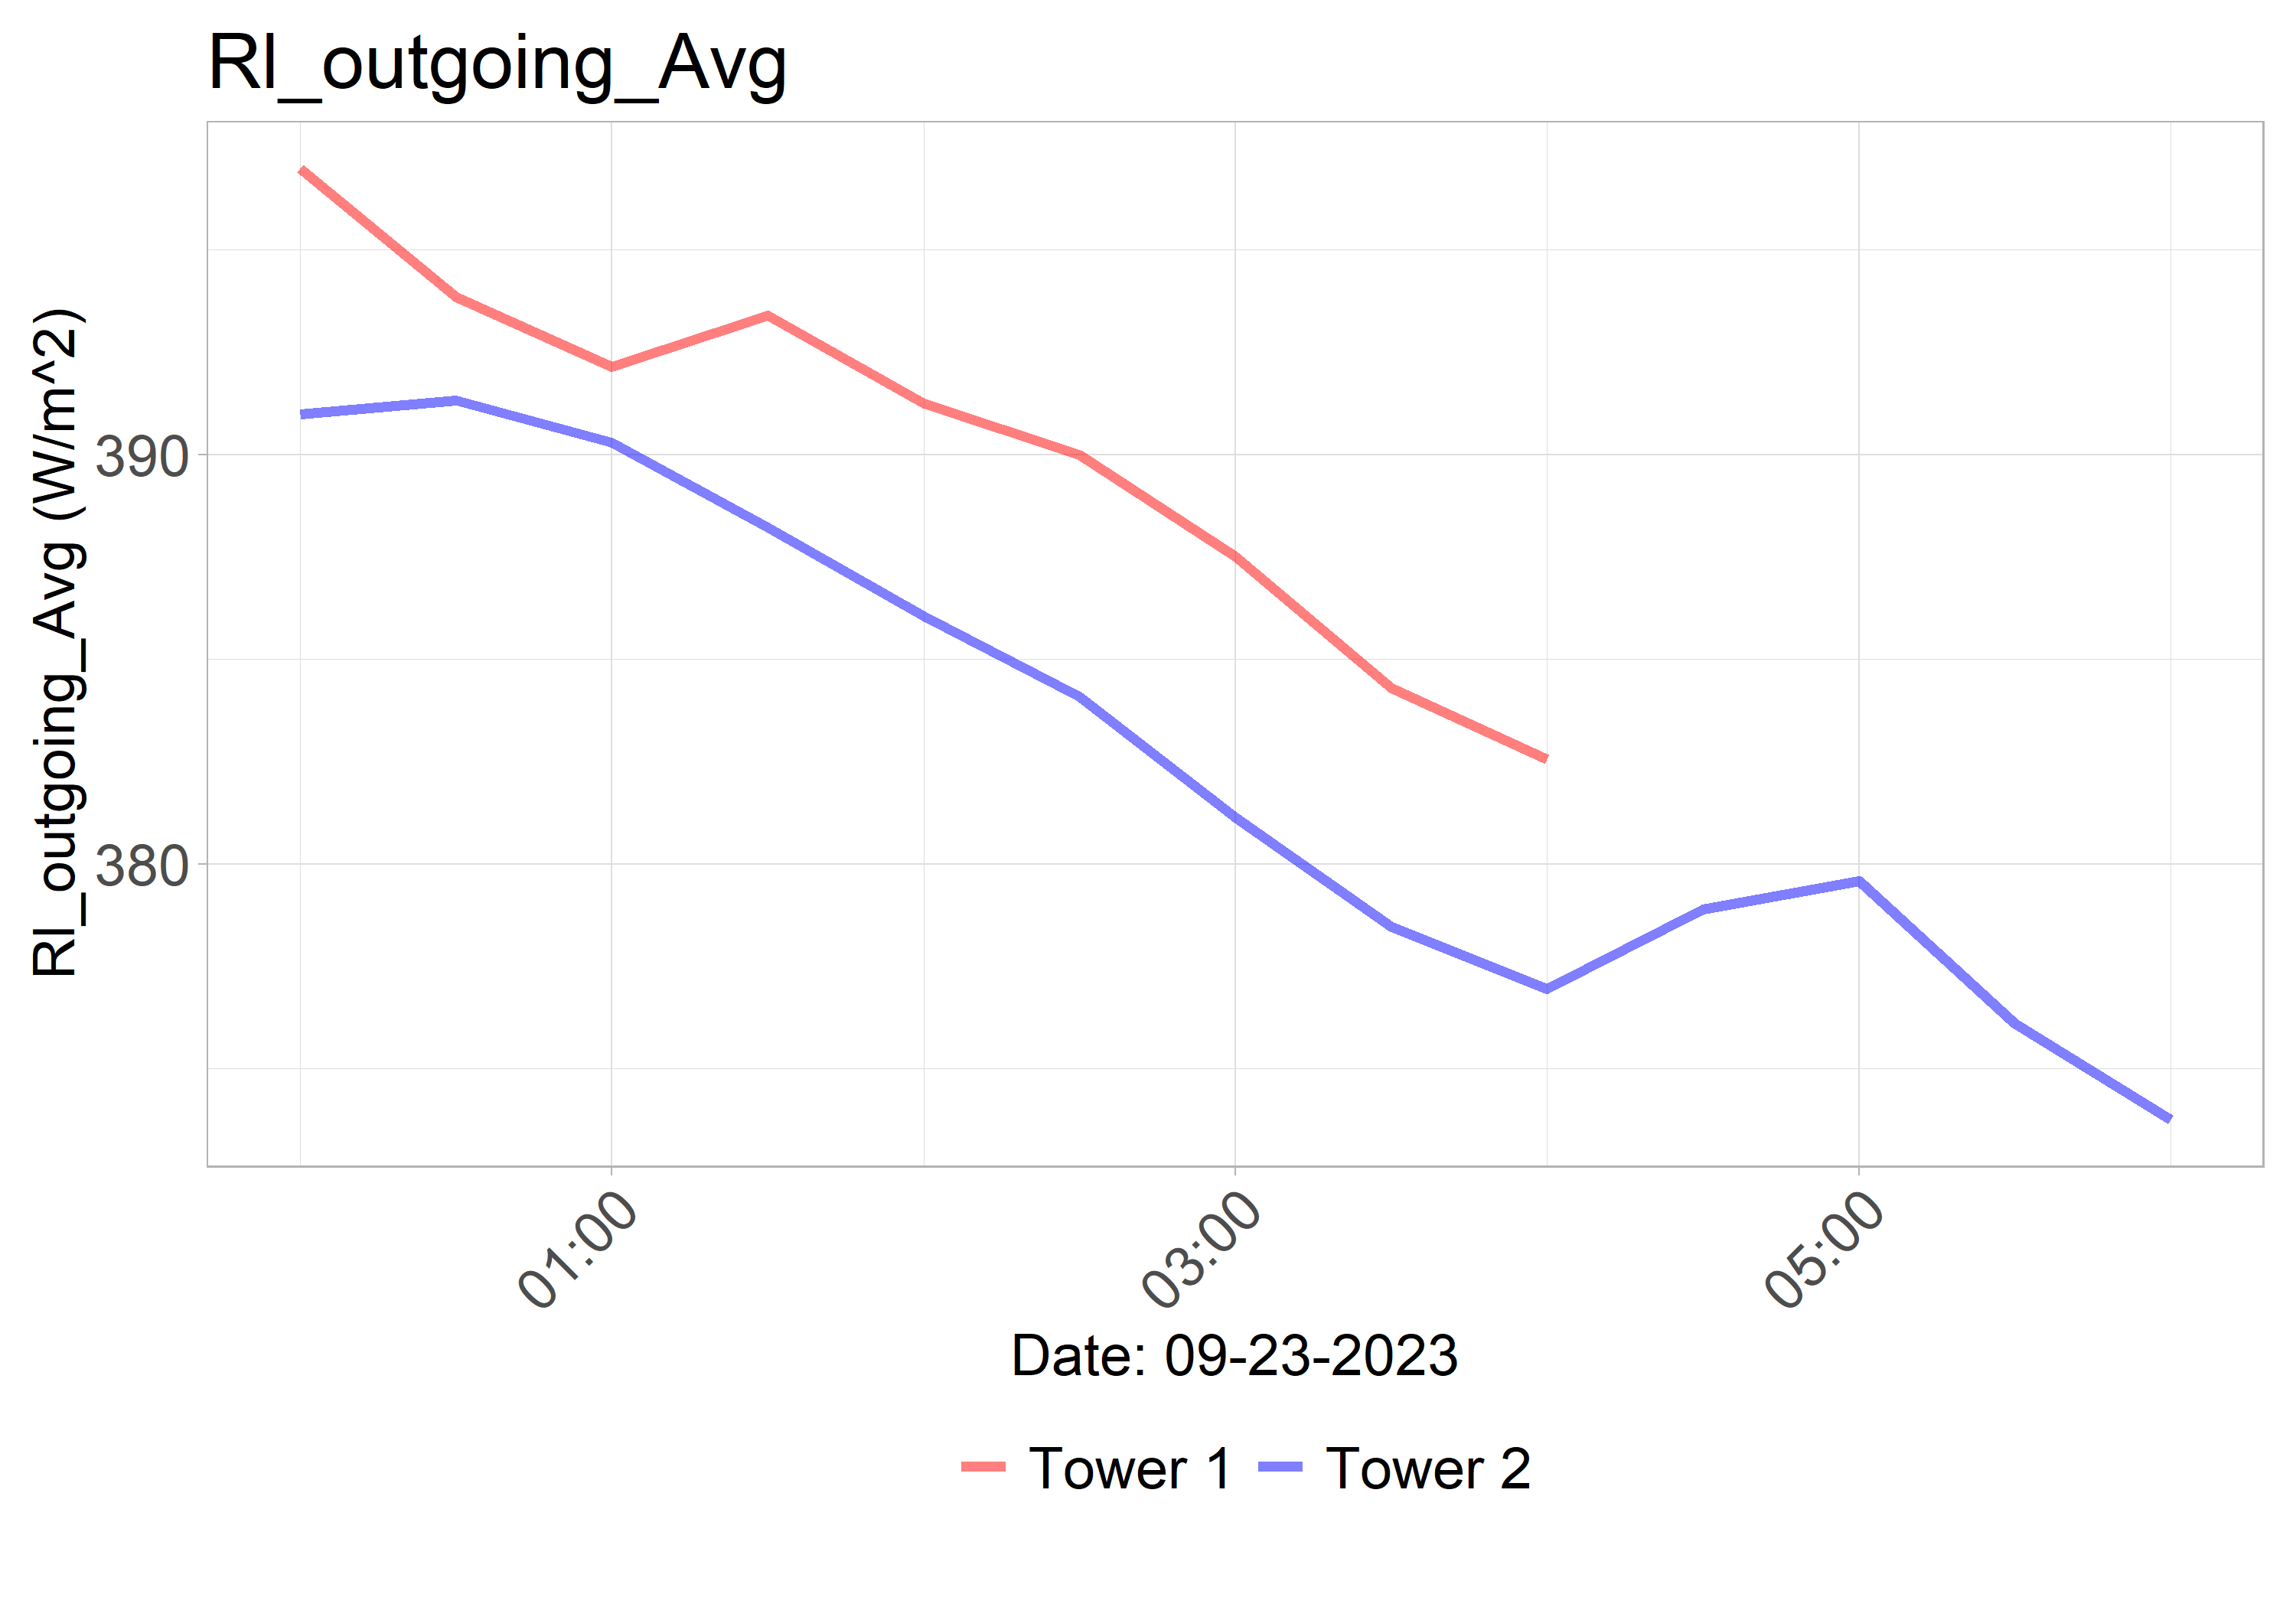 Rl_outgoing_Avg
Rl_outgoing_Avg (W/m^2)
390
380
01:00
03:00
05:00
Date: 09-23-2023
Tower 1
Tower 2